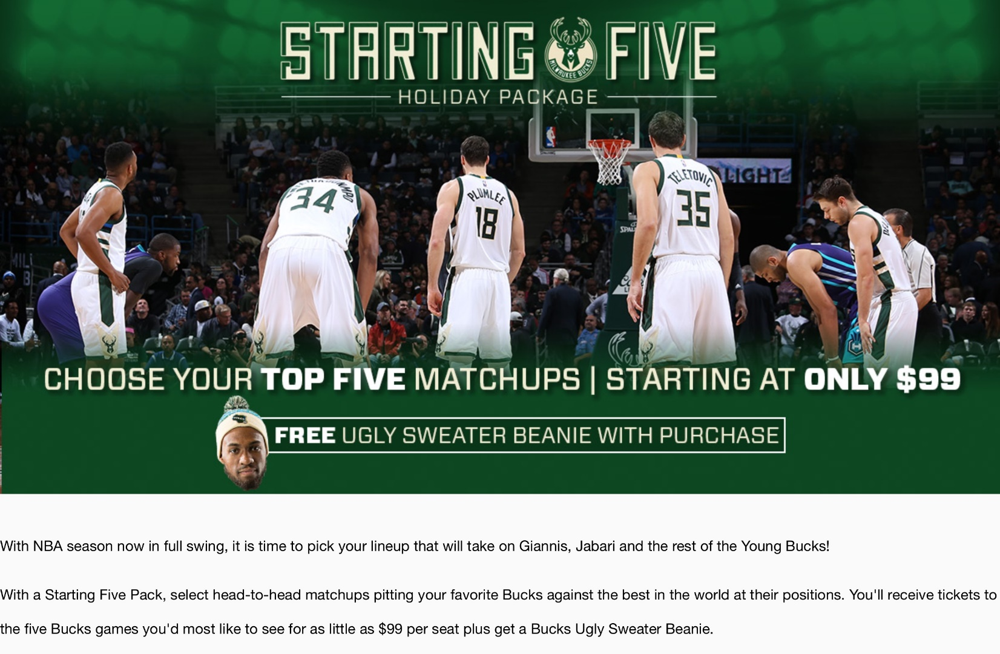 STARTING FIVE
MILWAUKEE BUCKS
HOLIDAY PACKAGE
LIGHT
TELETOVIC
35
PLUMLEE
18
34
CHOOSE YOUR TOP FIVE MATCHUPS | STARTING AT ONLY $99
FREE UGLY SWEATER BEANIE WITH PURCHASE
With NBA season now in full swing, it is time to pick your lineup that will take on Giannis, Jabari and the rest of the Young Bucks!
With a Starting Five Pack, select head-to-head matchups pitting your favorite Bucks against the best in the world at their positions. You'll receive tickets to
the five Bucks games you'd most like to see for as little as $99 per seat plus get a Bucks Ugly Sweater Beanie.